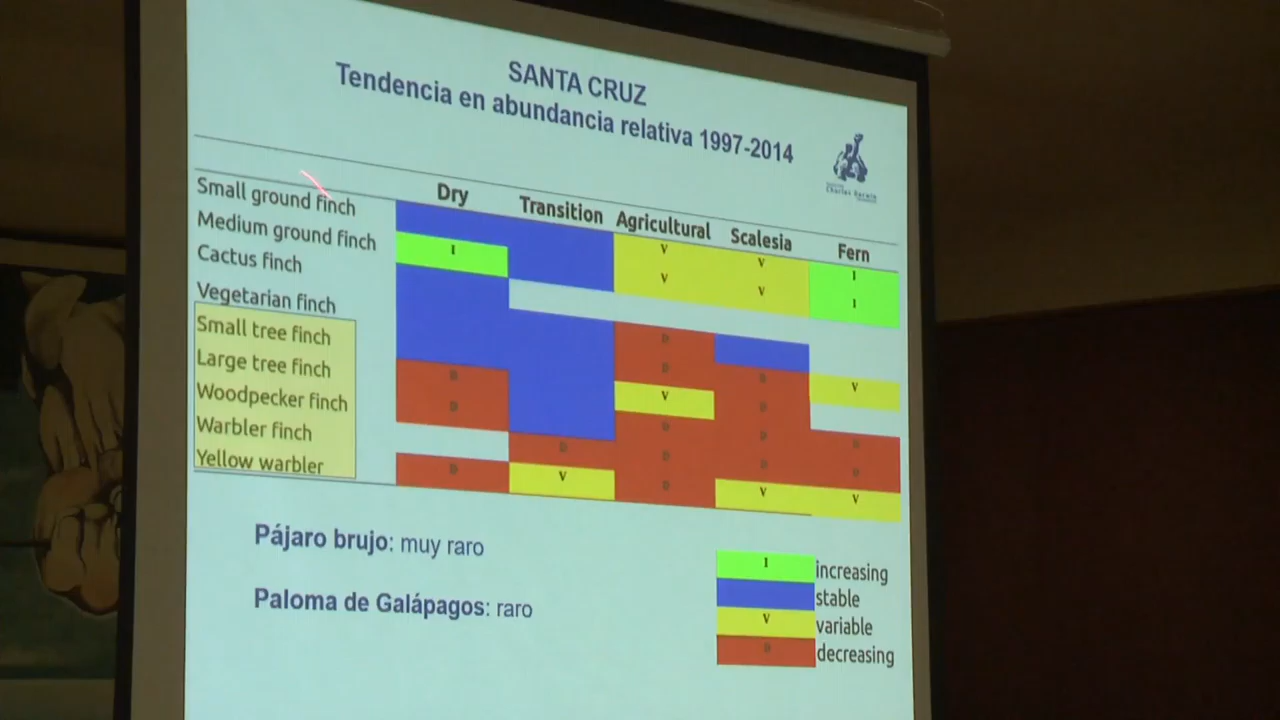 SANTA CRUZ
Tendencia en abundancia relativa 1997-2014
Charles Darwin
Dry Transition Agricultural Scalesia Fern
Small ground finch V V I
Medium ground finch I V V I
Cactus finch
Vegetarian finch D
Small tree finch D D V
Large tree finch D V D
Woodpecker finch D D D D
Warbler finch D D D D
Yellow warbler D V D V V
Pájaro brujo: muy raro
Paloma de Galápagos: raro
I increasing
stable
V variable
D decreasing